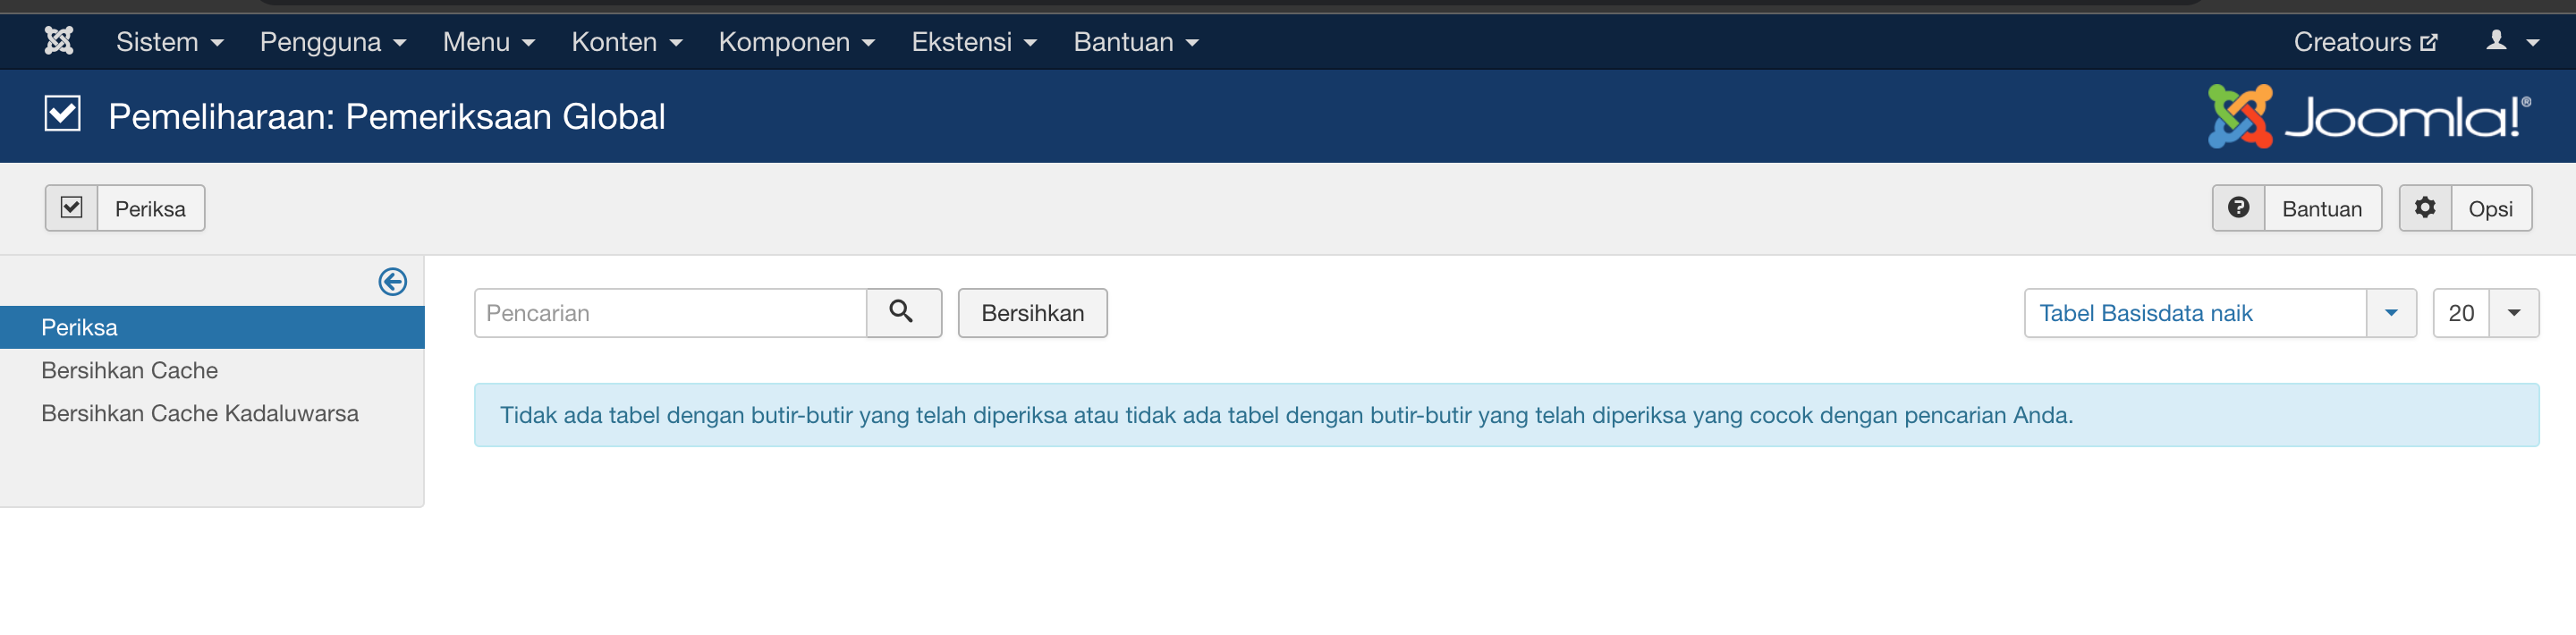 Sistem Pengguna Menu Konten Komponen Ekstensi Bantuan Creatours
Pemeliharaan: Pemeriksaan Global Joomla!®
Periksa Bantuan Opsi
Pencarian Bersihkan Tabel Basisdata naik 20
Periksa
Bersihkan Cache
Bersihkan Cache Kadaluwarsa
Tidak ada tabel dengan butir-butir yang telah diperiksa atau tidak ada tabel dengan butir-butir yang telah diperiksa yang cocok dengan pencarian Anda.